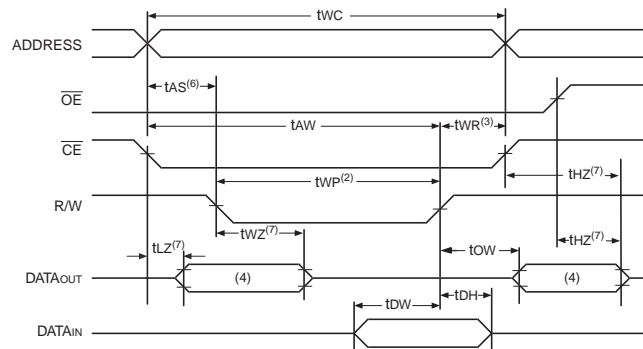 tWC
ADDRESS
tAS(6)
OE
tAW
tWR(3)
CE
tWP(2)
tHZ(7)
R/W
tWZ(7)
tLZ(7)
tOW
tHZ(7)
DATAOUT
(4)
(4)
tDW
tDH
DATAIN